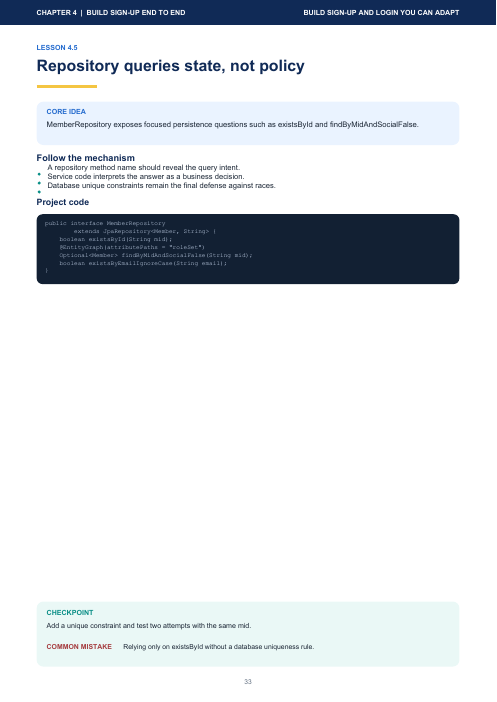 CHAPTER 4 | BUILD SIGN-UP END TO END
BUILD SIGN-UP AND LOGIN YOU CAN ADAPT
LESSON 4.5
Repository queries state, not policy
CORE IDEA
MemberRepository exposes focused persistence questions such as existsById and findByMidAndSocialFalse.
Follow the mechanism
• A repository method name should reveal the query intent.
• Service code interprets the answer as a business decision.
• Database unique constraints remain the final defense against races.
Project code
public interface MemberRepository
extends JpaRepository<Member, String> {
boolean existsById(String mid);
@EntityGraph(attributePaths = "roleSet")
Optional<Member> findByMidAndSocialFalse(String mid);
boolean existsByEmailIgnoreCase(String email);
}
CHECKPOINT
Add a unique constraint and test two attempts with the same mid.
COMMON MISTAKE Relying only on existsById without a database uniqueness rule.
33